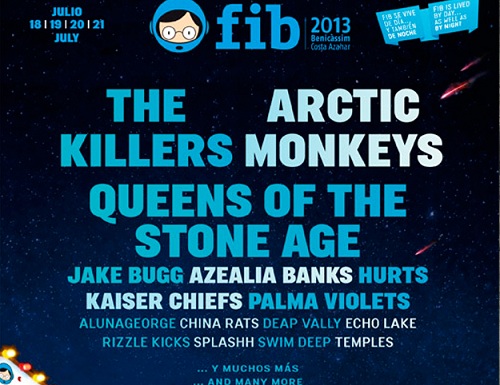 JULIO
18 | 19 | 20 | 21
JULY
fib
2013
Benicàssim
Costa Azahar
FIB SE VIVE
DE DÍA...
Y TAMBIÉN
DE NOCHE
FIB IS LIVED
BY DAY...
AS WELL AS
BY NIGHT
THE ARCTIC
KILLERS MONKEYS
QUEENS OF THE
STONE AGE
JAKE BUGG AZEALIA BANKS HURTS
KAISER CHIEFS PALMA VIOLETS
ALUNAGEORGE CHINA RATS DEAP VALLY ECHO LAKE
RIZZLE KICKS SPLASHH SWIM DEEP TEMPLES
... Y MUCHOS MÁS
... AND MANY MORE